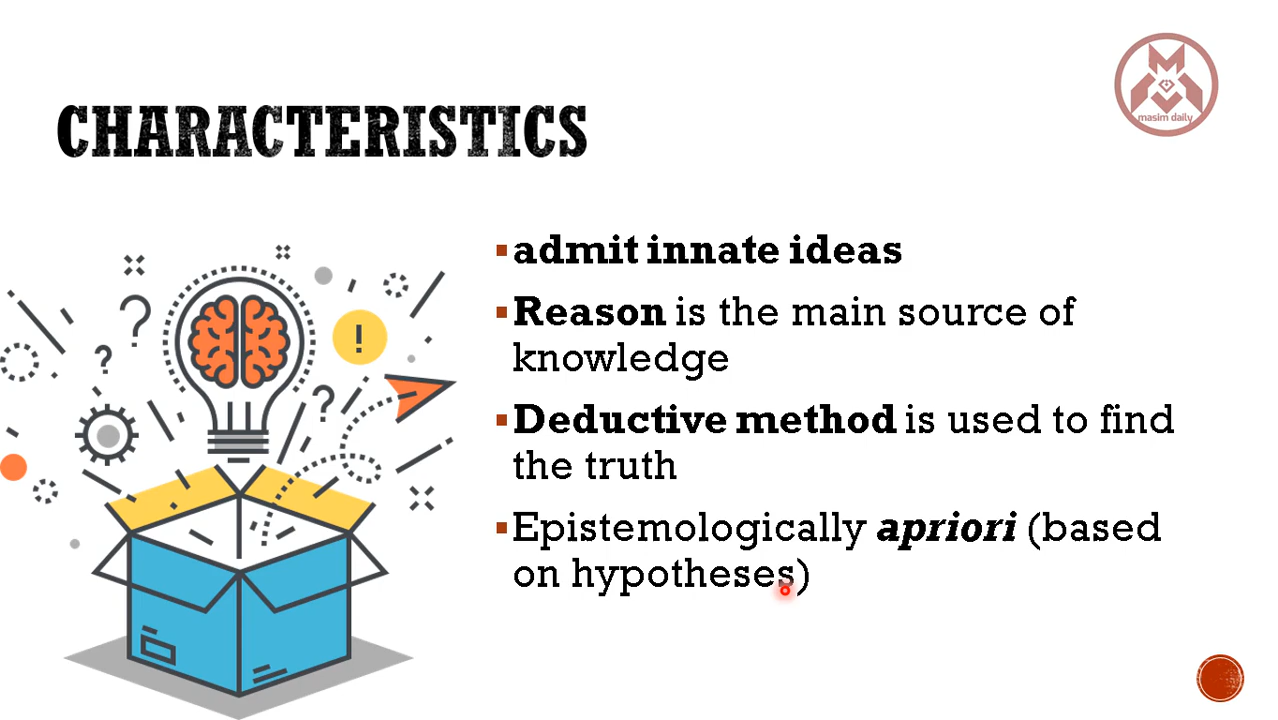 masim daily
CHARACTERISTICS
admit innate ideas
Reason is the main source of
knowledge
Deductive method is used to find
the truth
Epistemologically apriori (based
on hypotheses)